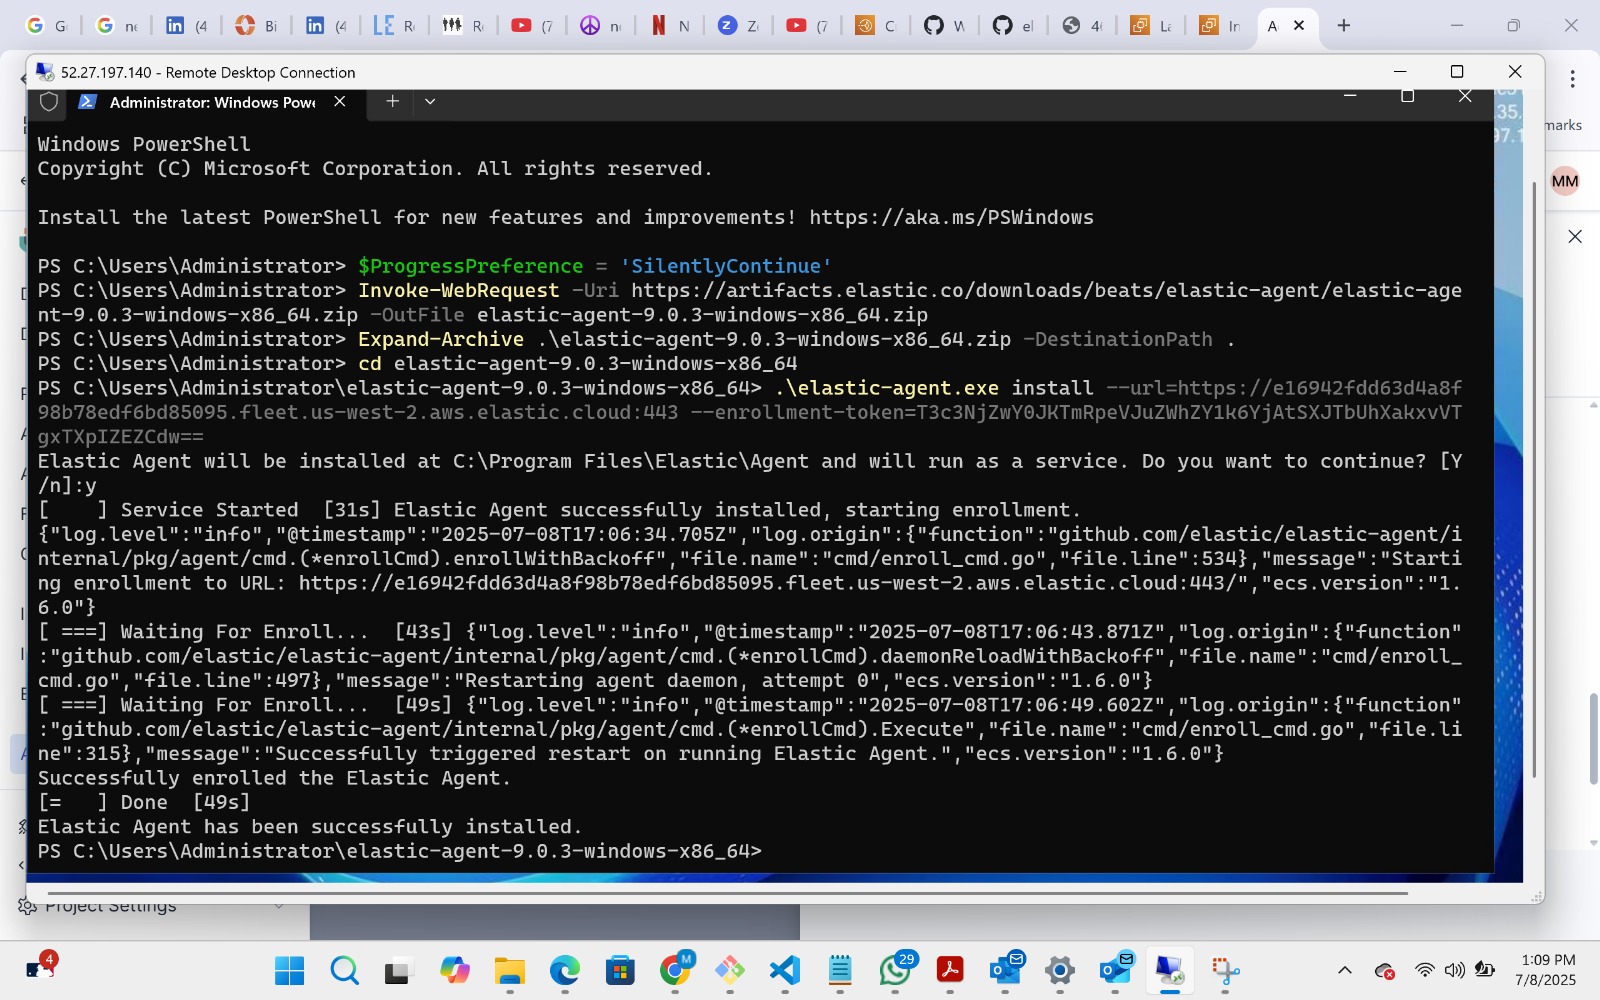 G
ne
(4
Bi
(4
Re
Re
(7
ne
N
Ze
(7
C
W
el
4(
La
In
A
52.27.197.140 - Remote Desktop Connection
Administrator: Windows Powe
.35.
97.1
marks
MM
Windows PowerShell
Copyright (C) Microsoft Corporation. All rights reserved.
Install the latest PowerShell for new features and improvements! https://aka.ms/PSWindows
PS C:\Users\Administrator> $ProgressPreference = 'SilentlyContinue'
PS C:\Users\Administrator> Invoke-WebRequest -Uri https://artifacts.elastic.co/downloads/beats/elastic-agent/elastic-age
nt-9.0.3-windows-x86_64.zip -OutFile elastic-agent-9.0.3-windows-x86_64.zip
PS C:\Users\Administrator> Expand-Archive .\elastic-agent-9.0.3-windows-x86_64.zip -DestinationPath .
PS C:\Users\Administrator> cd elastic-agent-9.0.3-windows-x86_64
PS C:\Users\Administrator\elastic-agent-9.0.3-windows-x86_64> .\elastic-agent.exe install --url=https://e16942fdd63d4a8f
98b78edf6bd85095.fleet.us-west-2.aws.elastic.cloud:443 --enrollment-token=T3c3NjZwY0JKTmRpeVJuZWhZY1k6YjAtSXJTbUhXakxvVT
gxTXpIZEZCdw==
Elastic Agent will be installed at C:\Program Files\Elastic\Agent and will run as a service. Do you want to continue? [Y
/n]:y
[    ] Service Started  [31s] Elastic Agent successfully installed, starting enrollment.
{"log.level":"info","@timestamp":"2025-07-08T17:06:34.705Z","log.origin":{"function":"github.com/elastic/elastic-agent/i
nternal/pkg/agent/cmd.(*enrollCmd).enrollWithBackoff","file.name":"cmd/enroll_cmd.go","file.line":534},"message":"Starti
ng enrollment to URL: https://e16942fdd63d4a8f98b78edf6bd85095.fleet.us-west-2.aws.elastic.cloud:443/","ecs.version":"1.
6.0"}
[ ===] Waiting For Enroll...  [43s] {"log.level":"info","@timestamp":"2025-07-08T17:06:43.871Z","log.origin":{"function"
:"github.com/elastic/elastic-agent/internal/pkg/agent/cmd.(*enrollCmd).daemonReloadWithBackoff","file.name":"cmd/enroll_
cmd.go","file.line":497},"message":"Restarting agent daemon, attempt 0","ecs.version":"1.6.0"}
[ ===] Waiting For Enroll...  [49s] {"log.level":"info","@timestamp":"2025-07-08T17:06:49.602Z","log.origin":{"function"
:"github.com/elastic/elastic-agent/internal/pkg/agent/cmd.(*enrollCmd).Execute","file.name":"cmd/enroll_cmd.go","file.li
ne":315},"message":"Successfully triggered restart on running Elastic Agent.","ecs.version":"1.6.0"}
Successfully enrolled the Elastic Agent.
[=   ] Done  [49s]
Elastic Agent has been successfully installed.
PS C:\Users\Administrator\elastic-agent-9.0.3-windows-x86_64>
Project Settings
4
M
29
1:09 PM
7/8/2025